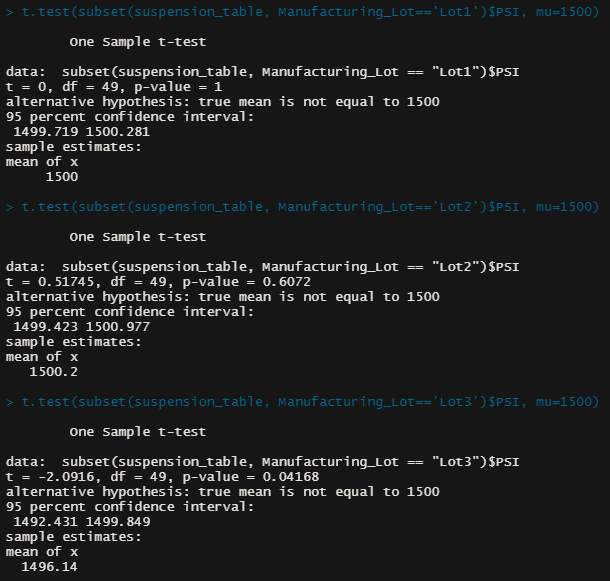 > t.test(subset(suspension_table, Manufacturing_Lot=='Lot1')$PSI, mu=1500)
One Sample t-test
data:  subset(suspension_table, Manufacturing_Lot == "Lot1")$PSI
t = 0, df = 49, p-value = 1
alternative hypothesis: true mean is not equal to 1500
95 percent confidence interval:
1499.719 1500.281
sample estimates:
mean of x
1500
> t.test(subset(suspension_table, Manufacturing_Lot=='Lot2')$PSI, mu=1500)
One Sample t-test
data:  subset(suspension_table, Manufacturing_Lot == "Lot2")$PSI
t = 0.51745, df = 49, p-value = 0.6072
alternative hypothesis: true mean is not equal to 1500
95 percent confidence interval:
1499.423 1500.977
sample estimates:
mean of x
1500.2
> t.test(subset(suspension_table, Manufacturing_Lot=='Lot3')$PSI, mu=1500)
One Sample t-test
data:  subset(suspension_table, Manufacturing_Lot == "Lot3")$PSI
t = -2.0916, df = 49, p-value = 0.04168
alternative hypothesis: true mean is not equal to 1500
95 percent confidence interval:
1492.431 1499.849
sample estimates:
mean of x
1496.14